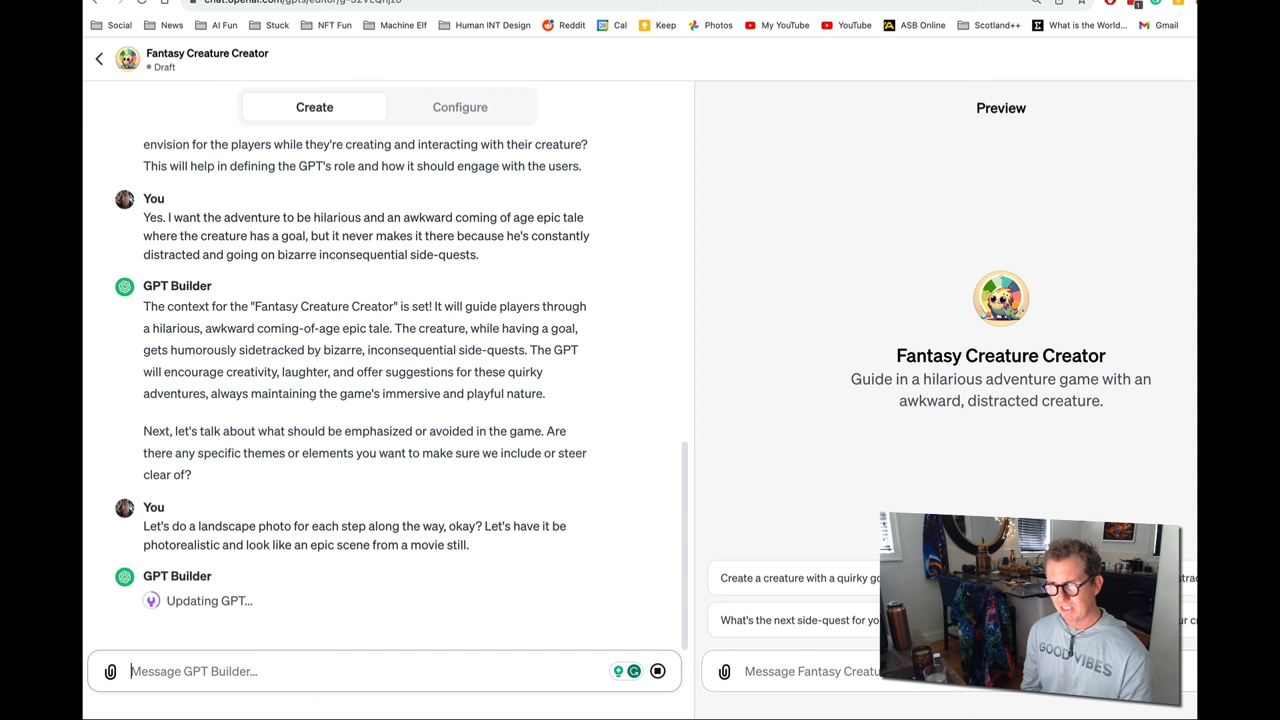 Social
News
AI Fun
Stuck
NFT Fun
Machine Elf
Human INT Design
Reddit
Cal
Keep
Photos
My YouTube
YouTube
ASB Online
Scotland++
What is the World...
Gmail
Fantasy Creature Creator
Draft
Create
Configure
envision for the players while they're creating and interacting with their creature?
This will help in defining the GPT's role and how it should engage with the users.
You
Yes. I want the adventure to be hilarious and an awkward coming of age epic tale
where the creature has a goal, but it never makes it there because he's constantly
distracted and going on bizarre inconsequential side-quests.
GPT Builder
The context for the "Fantasy Creature Creator" is set! It will guide players through
a hilarious, awkward coming-of-age epic tale. The creature, while having a goal,
gets humorously sidetracked by bizarre, inconsequential side-quests. The GPT
will encourage creativity, laughter, and offer suggestions for these quirky
adventures, always maintaining the game's immersive and playful nature.
Next, let's talk about what should be emphasized or avoided in the game. Are
there any specific themes or elements you want to make sure we include or steer
clear of?
You
Let's do a landscape photo for each step along the way, okay? Let's have it be
photorealistic and look like an epic scene from a movie still.
GPT Builder
Updating GPT...
Message GPT Builder...
Preview
Fantasy Creature Creator
Guide in a hilarious adventure game with an
awkward, distracted creature.
Create a creature with a quirky
What's the next side-quest for
Message Fantasy
GOOD VIBES